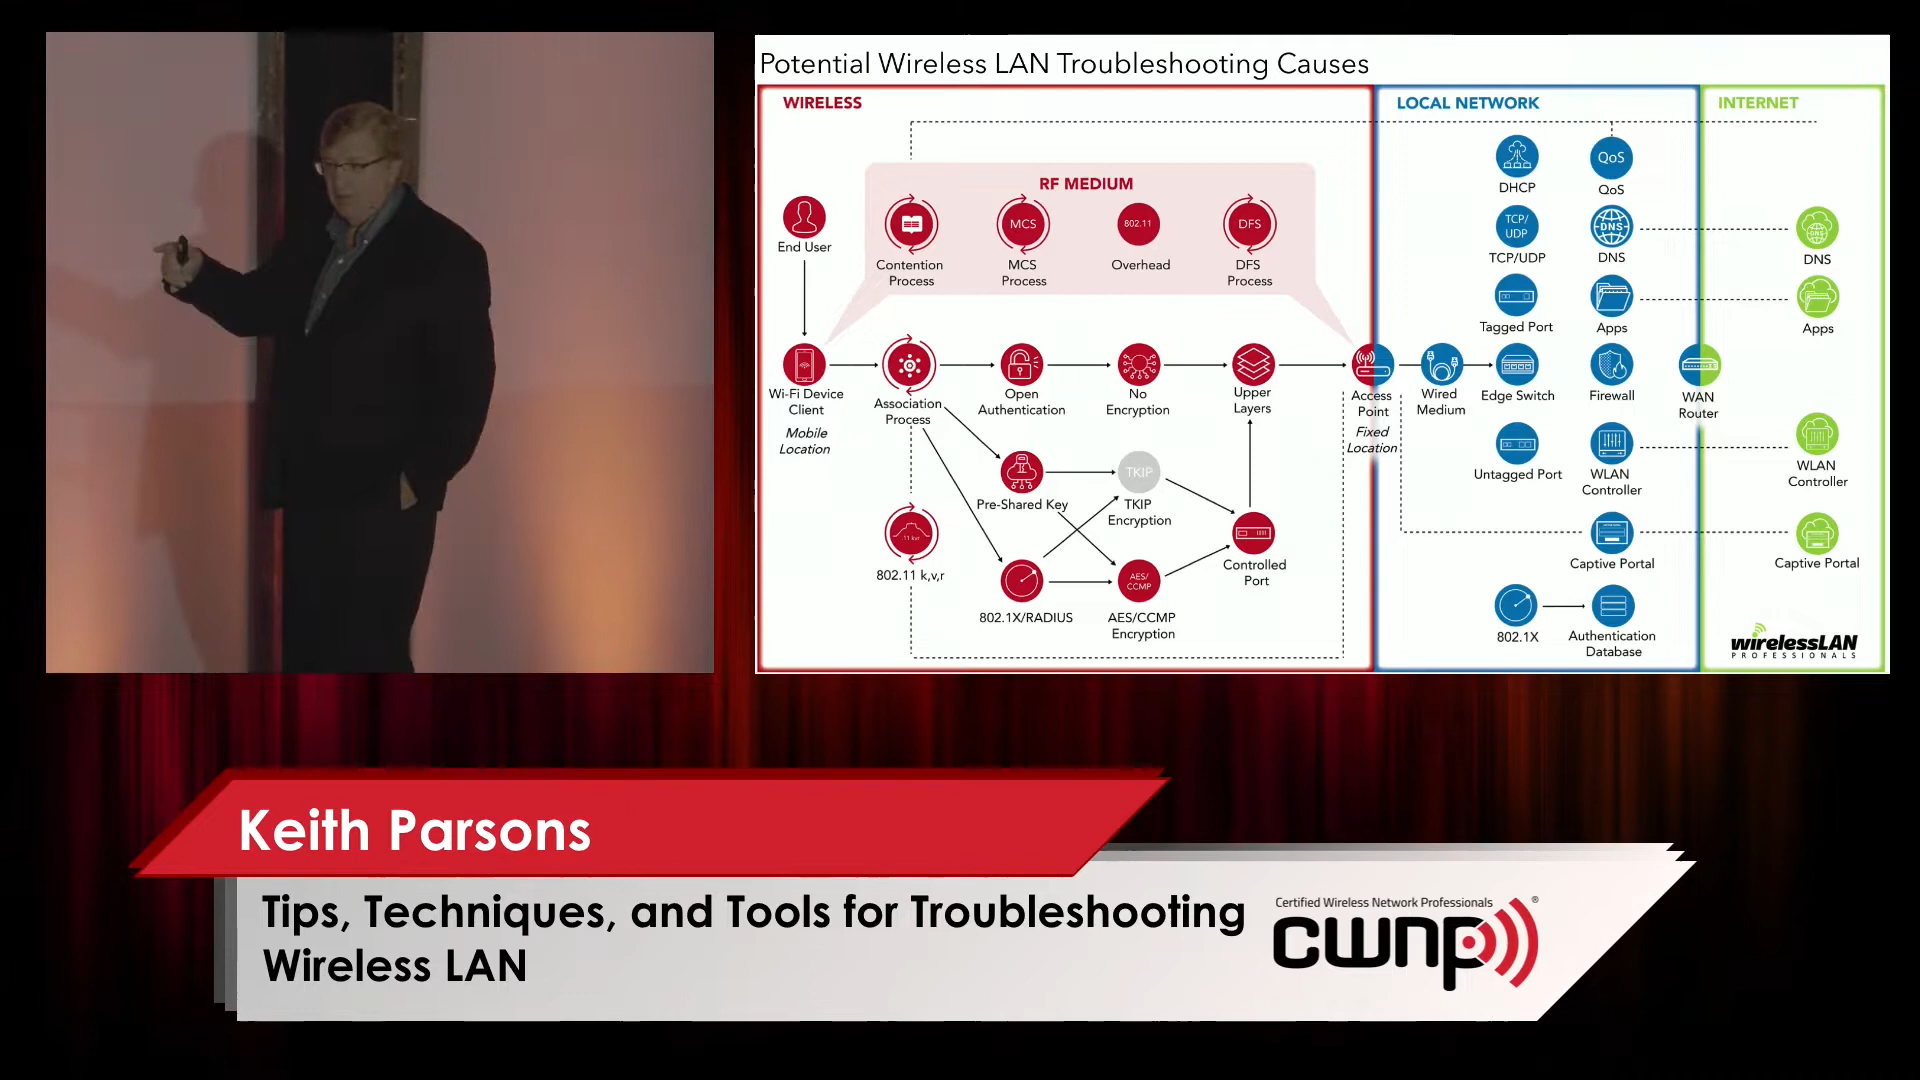 Potential Wireless LAN Troubleshooting Causes
WIRELESS
LOCAL NETWORK
INTERNET
RF MEDIUM
End User
Contention
Process
MCS
MCS
Process
802.11
Overhead
DFS
DFS
Process
DHCP
QoS
QoS
TCP/
UDP
TCP/UDP
DNS
DNS
DNS
DNS
Tagged Port
Apps
Apps
Wi-Fi Device
Client
Mobile
Location
Association
Process
Open
Authentication
No
Encryption
Upper
Layers
Access
Point
Fixed
Location
Wired
Medium
Edge Switch
Firewall
WAN
Router
Pre-Shared Key
TKIP
TKIP
Encryption
Untagged Port
WLAN
Controller
WLAN
Controller
.11 kvr
802.11 k,v,r
802.1X/RADIUS
AES/
CCMP
AES/CCMP
Encryption
Controlled
Port
Captive Portal
Captive Portal
802.1X
Authentication
Database
wirelessLAN
PROFESSIONALS
Keith Parsons
Tips, Techniques, and Tools for Troubleshooting
Wireless LAN
Certified Wireless Network Professionals ®
cwnp